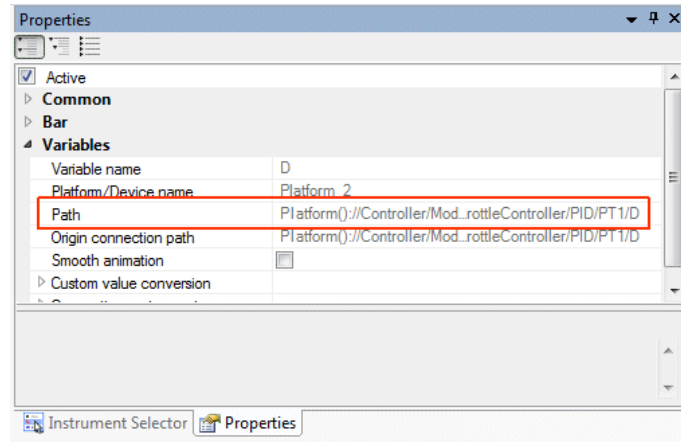 Properties
Active
Common
Bar
Variables
Variable name D
Platform/Device name Platform_2
Path Platform()://Controller/Mod...rottleController/PID/PT1/D
Origin connection path Platform()://Controller/Mod...rottleController/PID/PT1/D
Smooth animation
Custom value conversion
Instrument Selector Properties